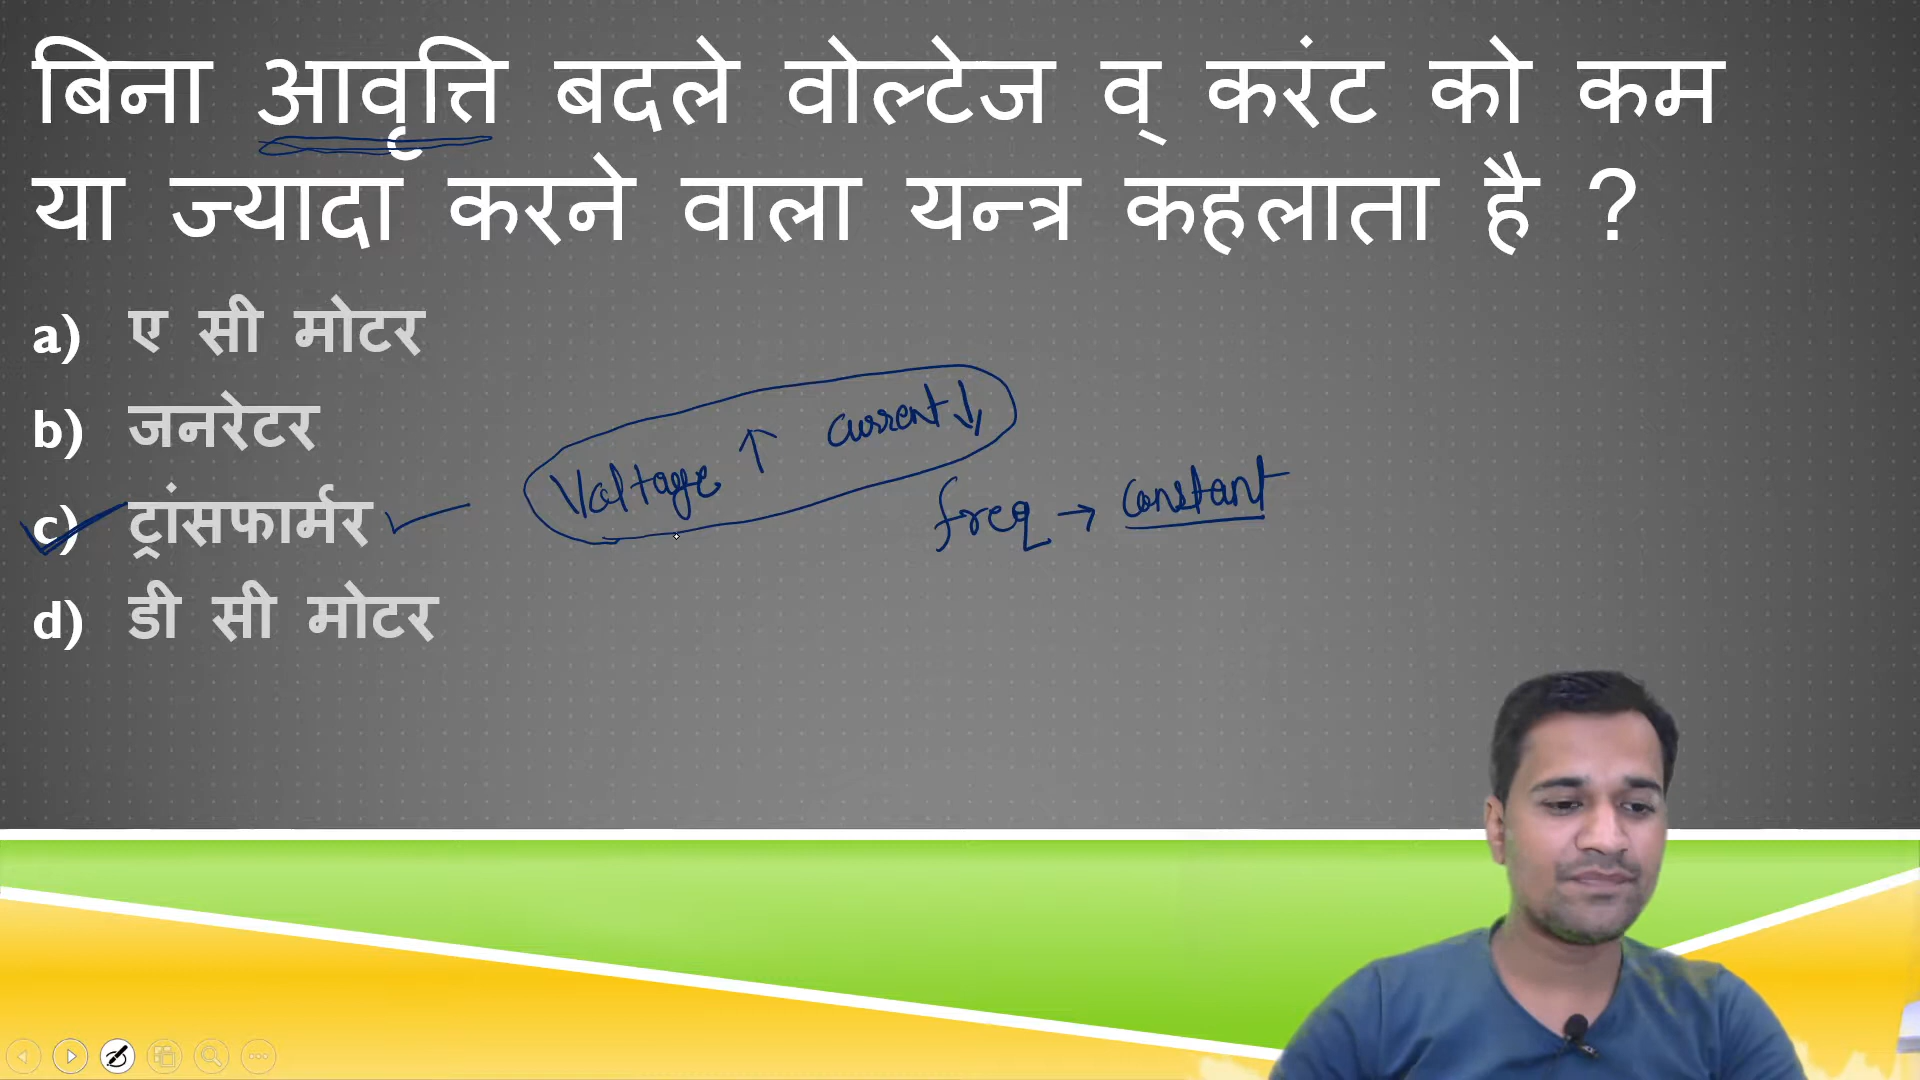 बिना आवृत्ति बदले वोल्टेज व् करंट को कम
या ज्यादा करने वाला यन्त्र कहलाता है ?
a) ए सी मोटर
b) जनरेटर
c) ट्रांसफार्मर
d) डी सी मोटर
Voltage ↑ current ↓
freq → constant